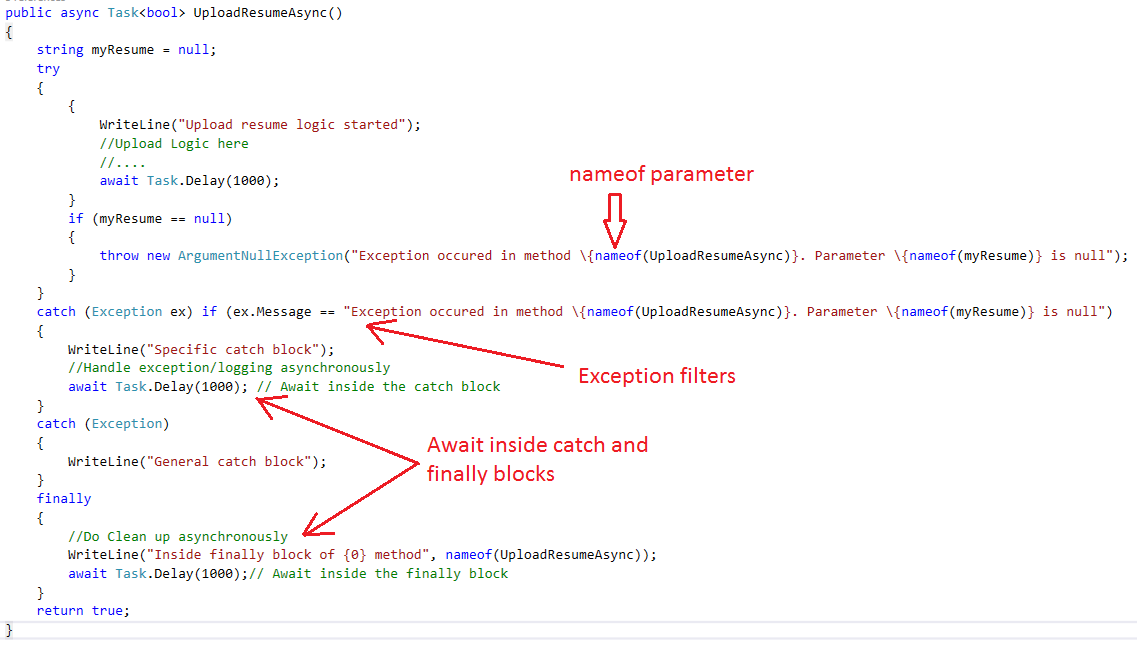 public async Task<bool> UploadResumeAsync()
{
    string myResume = null;
    try
    {
        {
            WriteLine("Upload resume logic started");
            //Upload Logic here
            //....
            await Task.Delay(1000);
nameof parameter
        }
        if (myResume == null)
        {
            throw new ArgumentNullException("Exception occured in method \{nameof(UploadResumeAsync)}. Parameter \{nameof(myResume)} is null");
        }
    }
    catch (Exception ex) if (ex.Message == "Exception occured in method \{nameof(UploadResumeAsync)}. Parameter \{nameof(myResume)} is null")
    {
        WriteLine("Specific catch block");
        //Handle exception/logging asynchronously
Exception filters
        await Task.Delay(1000); // Await inside the catch block
    }
    catch (Exception)
    {
Await inside catch and
finally blocks
        WriteLine("General catch block");
    }
    finally
    {
        //Do Clean up asynchronously
        WriteLine("Inside finally block of {0} method", nameof(UploadResumeAsync));
        await Task.Delay(1000);// Await inside the finally block
    }
    return true;
}